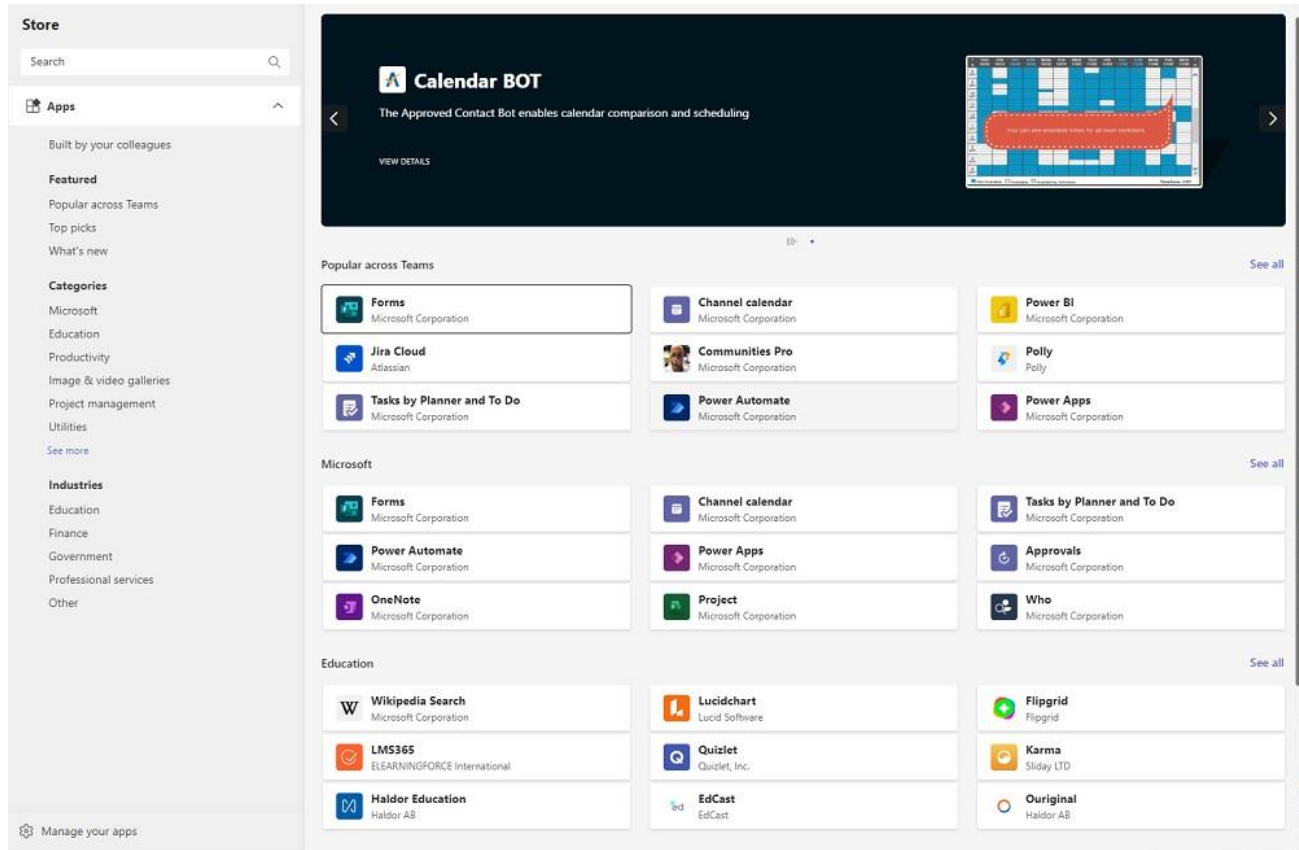 Store
Search
Apps
Built by your colleagues
Featured
Popular across Teams
Top picks
What's new
Categories
Microsoft
Education
Productivity
Image & video galleries
Project management
Utilities
See more
Industries
Education
Finance
Government
Professional services
Other
Manage your apps
Calendar BOT
The Approved Contact Bot enables calendar comparison and scheduling
VIEW DETAILS
Popular across Teams
See all
Forms
Microsoft Corporation
Channel calendar
Microsoft Corporation
Power BI
Microsoft Corporation
Jira Cloud
Atlassian
Communities Pro
Microsoft Corporation
Polly
Polly
Tasks by Planner and To Do
Microsoft Corporation
Power Automate
Microsoft Corporation
Power Apps
Microsoft Corporation
Microsoft
See all
Forms
Microsoft Corporation
Channel calendar
Microsoft Corporation
Tasks by Planner and To Do
Microsoft Corporation
Power Automate
Microsoft Corporation
Power Apps
Microsoft Corporation
Approvals
Microsoft Corporation
OneNote
Microsoft Corporation
Project
Microsoft Corporation
Who
Microsoft Corporation
Education
See all
W
Wikipedia Search
Microsoft Corporation
Lucidchart
Lucid Software
Flipgrid
Flipgrid
LMS365
ELEARNINGFORCE International
Q
Quizlet
Quizlet, Inc.
Karma
Sliday LTD
Haldor Education
Haldor AB
ed
EdCast
EdCast
Ouriginal
Haldor AB